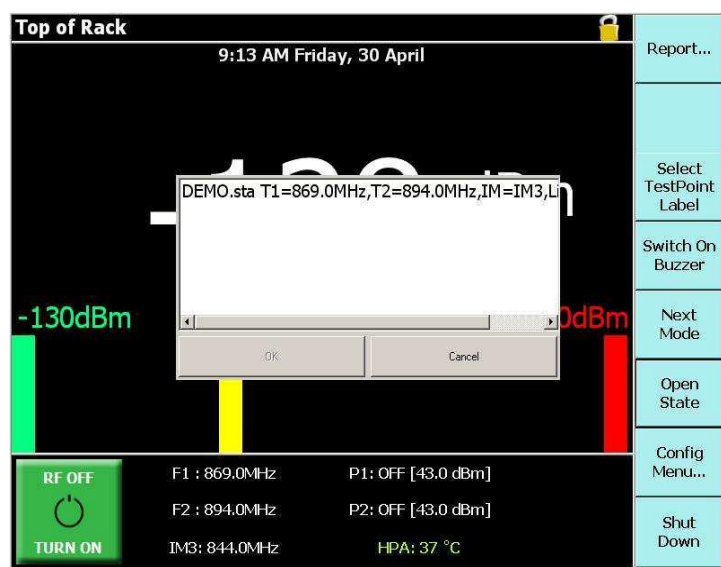 Top of Rack
9:13 AM Friday, 30 April
Report...
Select
TestPoint
Label
Switch On
Buzzer
Next
Mode
Open
State
Config
Menu...
Shut
Down
DEMO.sta T1=869.0MHz,T2=894.0MHz,IM=IM3,Li
OK
Cancel
-130dBm
0dBm
RF OFF
TURN ON
F1 : 869.0MHz
P1: OFF [43.0 dBm]
F2 : 894.0MHz
P2: OFF [43.0 dBm]
IM3: 844.0MHz
HPA: 37 °C